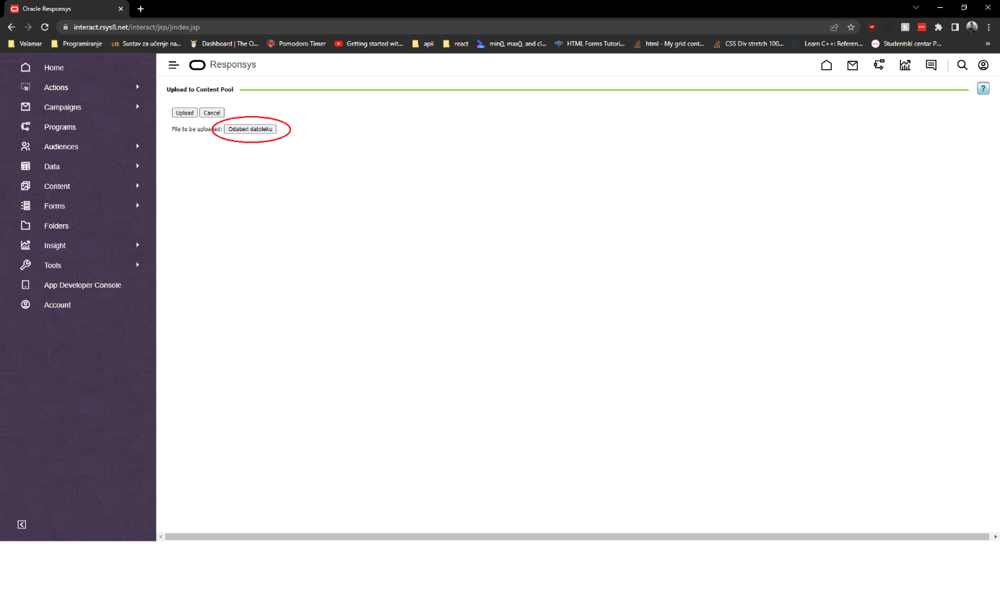 Oracle Responsys
interact.rsys8.net/interact/jsp/jindex.jsp
Valamar
Programiranje
Sustav za učenje na...
Dashboard | The O...
Pomodoro Timer
Getting started wit...
apii
react
min(), max(), and cl...
HTML Forms Tutori...
html - My grid cont...
CSS Div stretch 100...
Learn C++: Referen...
Studentski centar P...
»
Home
Actions
Campaigns
Programs
Audiences
Data
Content
Forms
Folders
Insight
Tools
App Developer Console
Account
Responsys
Upload to Content Pool
?
Upload Cancel
File to be uploaded: Odaberi datoteku